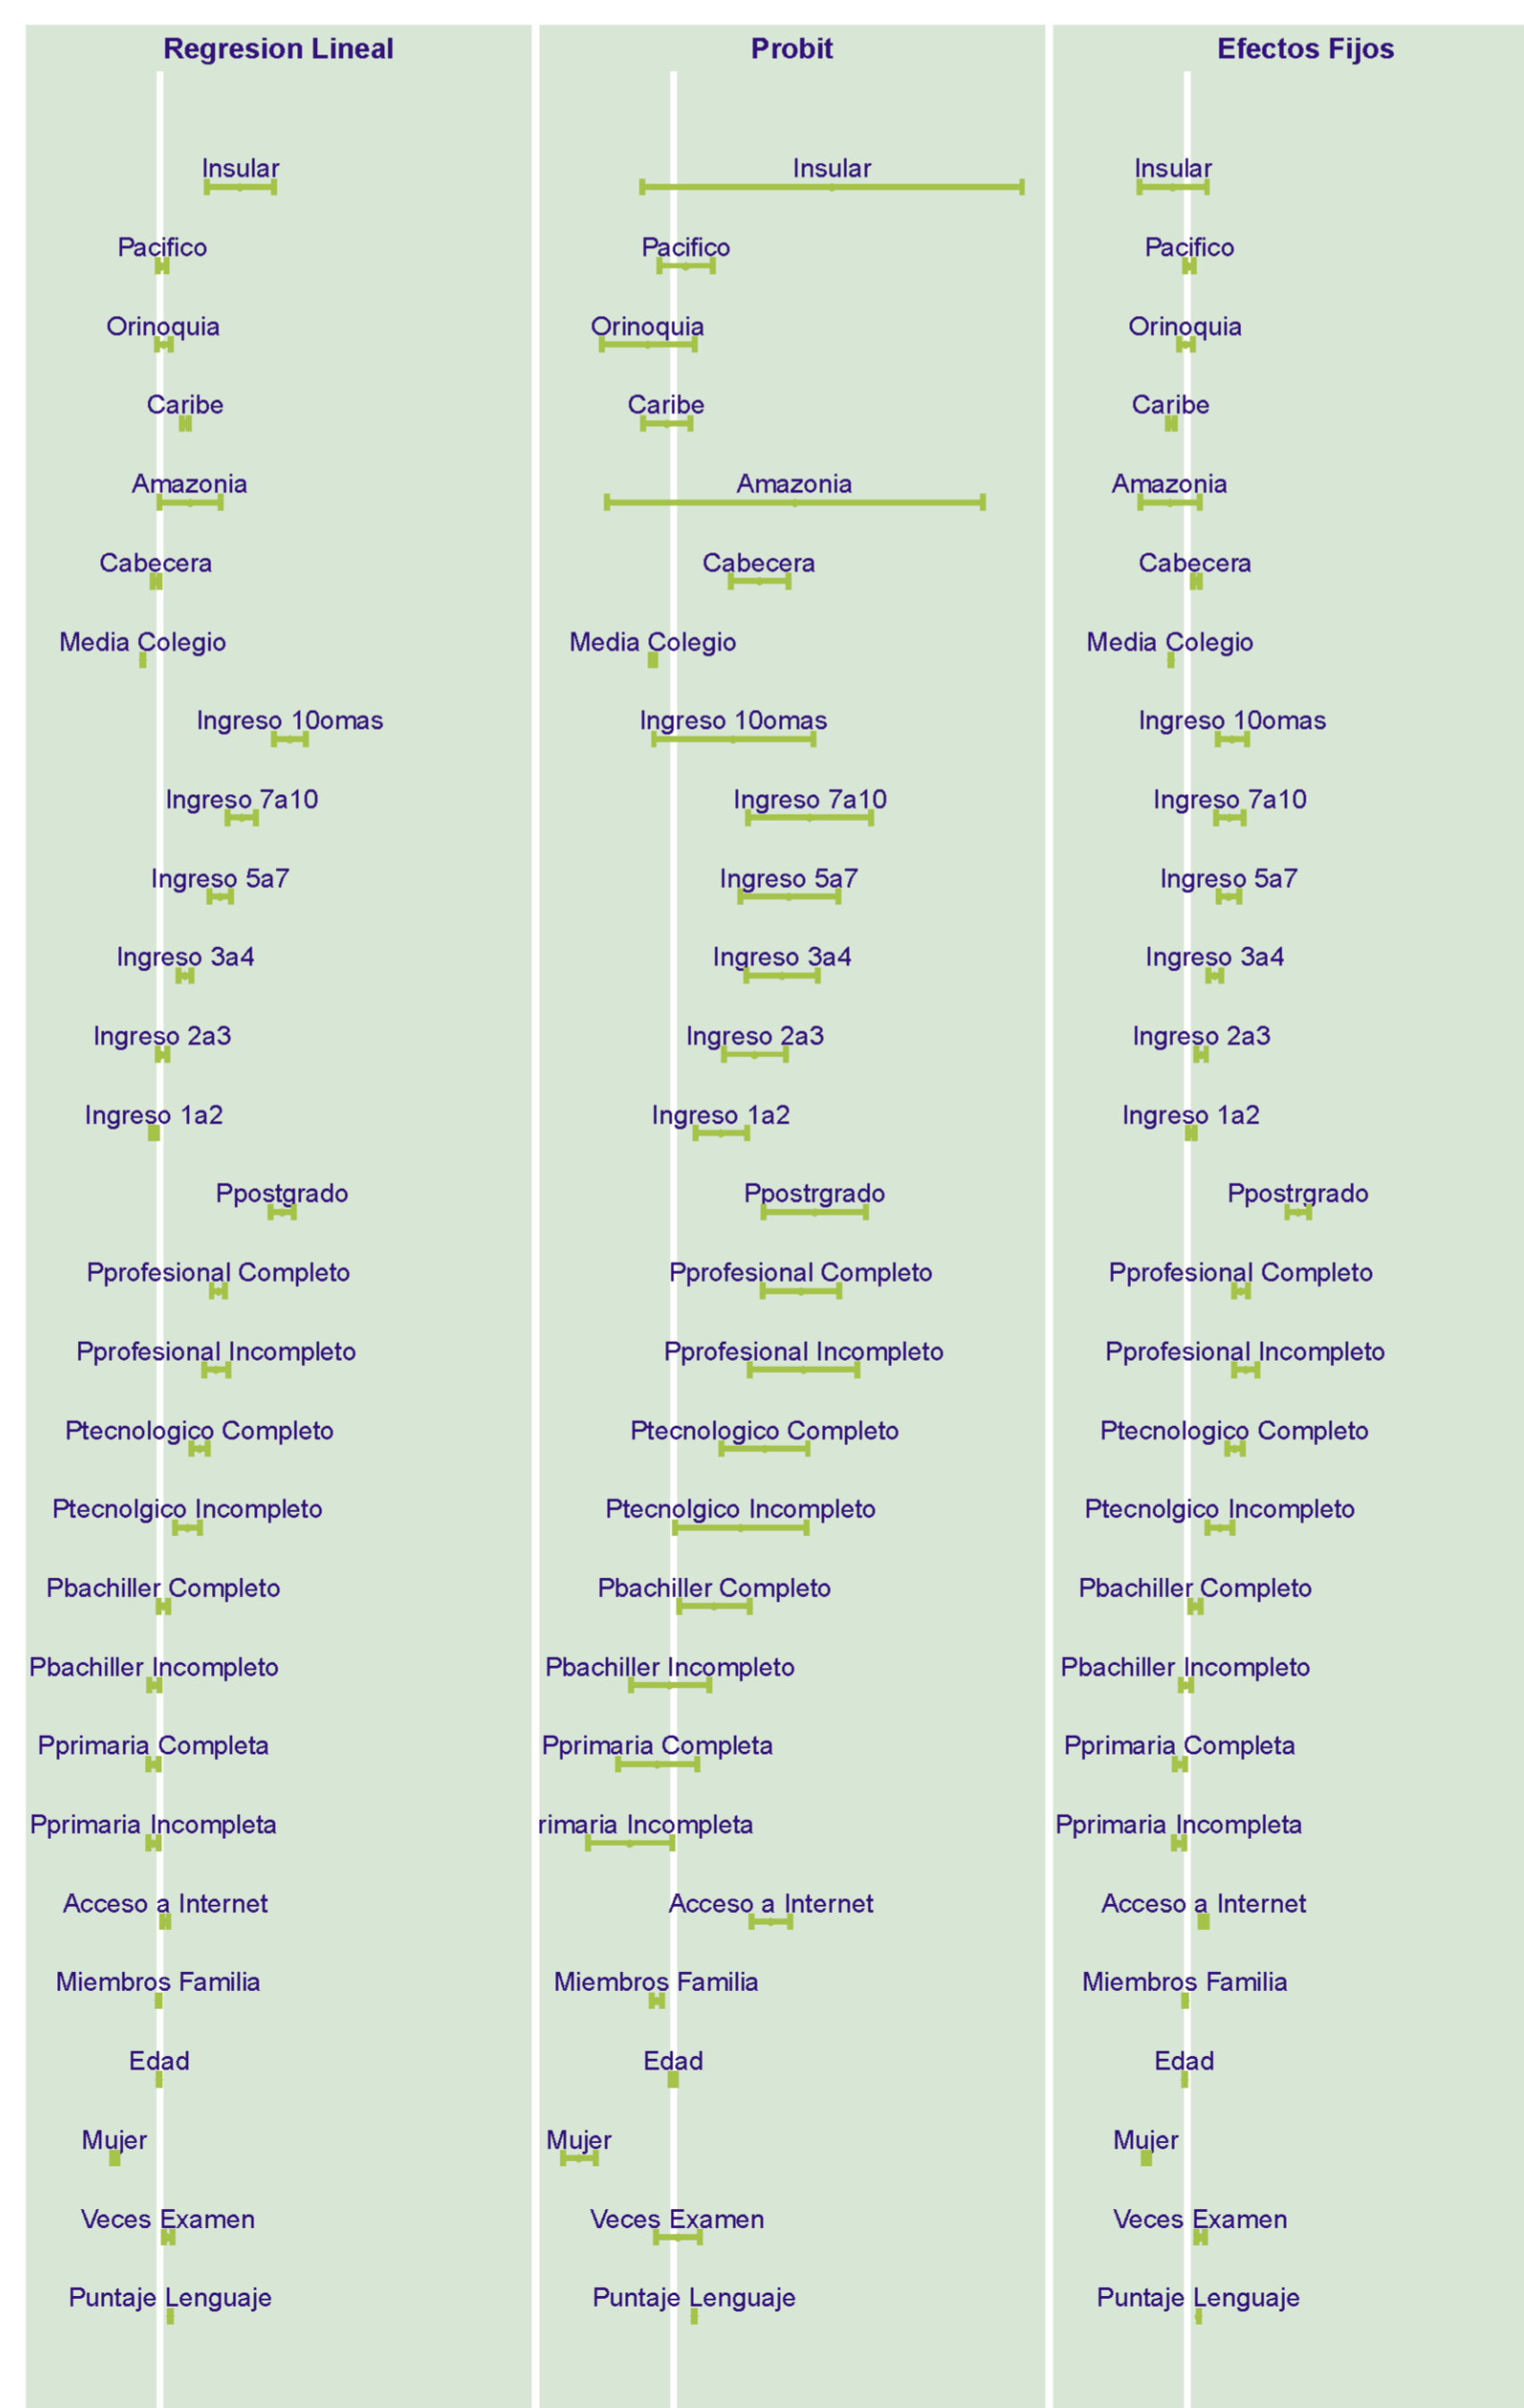 Regresion Lineal
Insular
Pacifico
Orinoquia
Caribe
Amazonia
Cabecera
Media Colegio
Ingreso 10omas
Ingreso 7a10
Ingreso 5a7
Ingreso 3a4
Ingreso 2a3
Ingreso 1a2
Ppostgrado
Pprofesional Completo
Pprofesional Incompleto
Ptecnologico Completo
Ptecnolgico Incompleto
Pbachiller Completo
Pbachiller Incompleto
Pprimaria Completa
Pprimaria Incompleta
Acceso a Internet
Miembros Familia
Edad
Mujer
Veces Examen
Puntaje Lenguaje
Probit
Insular
Pacifico
Orinoquia
Caribe
Amazonia
Cabecera
Media Colegio
Ingreso 10omas
Ingreso 7a10
Ingreso 5a7
Ingreso 3a4
Ingreso 2a3
Ingreso 1a2
Ppostrgrado
Pprofesional Completo
Pprofesional Incompleto
Ptecnologico Completo
Ptecnolgico Incompleto
Pbachiller Completo
Pbachiller Incompleto
Pprimaria Completa
rimaria Incompleta
Acceso a Internet
Miembros Familia
Edad
Mujer
Veces Examen
Puntaje Lenguaje
Efectos Fijos
Insular
Pacifico
Orinoquia
Caribe
Amazonia
Cabecera
Media Colegio
Ingreso 10omas
Ingreso 7a10
Ingreso 5a7
Ingreso 3a4
Ingreso 2a3
Ingreso 1a2
Ppostrgrado
Pprofesional Completo
Pprofesional Incompleto
Ptecnologico Completo
Ptecnolgico Incompleto
Pbachiller Completo
Pbachiller Incompleto
Pprimaria Completa
Pprimaria Incompleta
Acceso a Internet
Miembros Familia
Edad
Mujer
Veces Examen
Puntaje Lenguaje